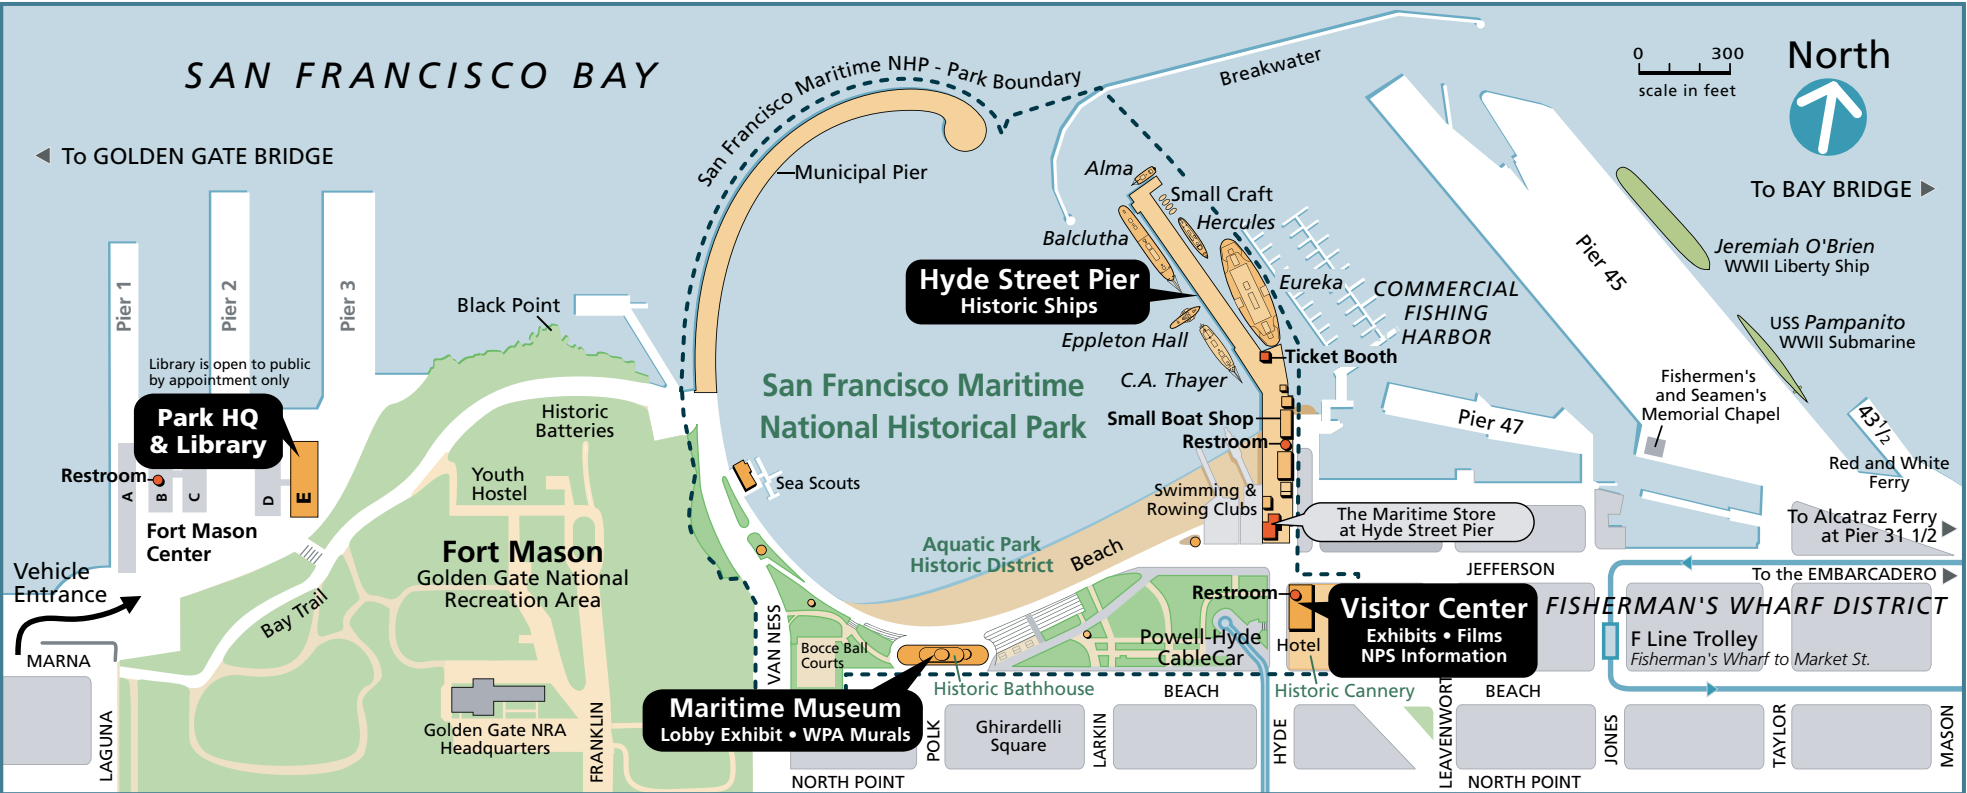 SAN FRANCISCO BAY
San Francisco Maritime NHP - Park Boundary
Breakwater
0 300
scale in feet
North
To GOLDEN GATE BRIDGE
To BAY BRIDGE
Municipal Pier
Alma
Small Craft
Hercules
Balclutha
Hyde Street Pier
Historic Ships
Eureka
Eppleton Hall
C.A. Thayer
Ticket Booth
COMMERCIAL
FISHING
HARBOR
Pier 45
Jeremiah O'Brien
WWII Liberty Ship
USS Pampanito
WWII Submarine
Pier 1
Pier 2
Pier 3
Black Point
Library is open to public
by appointment only
Park HQ
& Library
Restroom
A
B
C
D
E
Fort Mason
Center
Historic
Batteries
Youth
Hostel
San Francisco Maritime
National Historical Park
Small Boat Shop
Restroom
Pier 47
Fishermen's
and Seamen's
Memorial Chapel
43 1/2
Red and White
Ferry
Sea Scouts
Swimming &
Rowing Clubs
The Maritime Store
at Hyde Street Pier
To Alcatraz Ferry
at Pier 31 1/2
Fort Mason
Golden Gate National
Recreation Area
Aquatic Park
Historic District
Beach
JEFFERSON
To the EMBARCADERO
Vehicle
Entrance
Bay Trail
MARNA
VAN NESS
Bocce Ball
Courts
Restroom
Powell-Hyde
CableCar
Hotel
Visitor Center
Exhibits • Films
NPS Information
FISHERMAN'S WHARF DISTRICT
F Line Trolley
Fisherman's Wharf to Market St.
Historic Bathhouse
BEACH
Historic Cannery
BEACH
Maritime Museum
Lobby Exhibit • WPA Murals
Golden Gate NRA
Headquarters
LAGUNA
FRANKLIN
POLK
Ghirardelli
Square
LARKIN
HYDE
LEAVENWORTH
JONES
TAYLOR
MASON
NORTH POINT
NORTH POINT